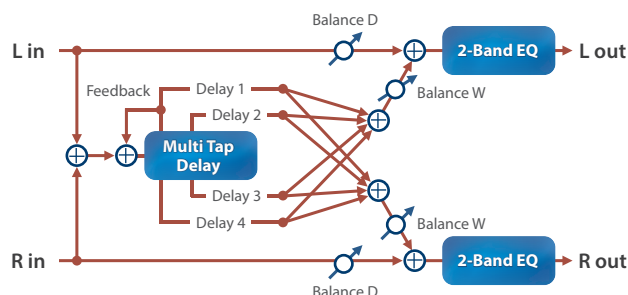 Balance D
L in
2-Band EQ
L out
Feedback
Delay 1
Balance W
Delay 2
Multi Tap
Delay
Delay 3
Delay 4
Balance W
R in
2-Band EQ
R out
Balance D